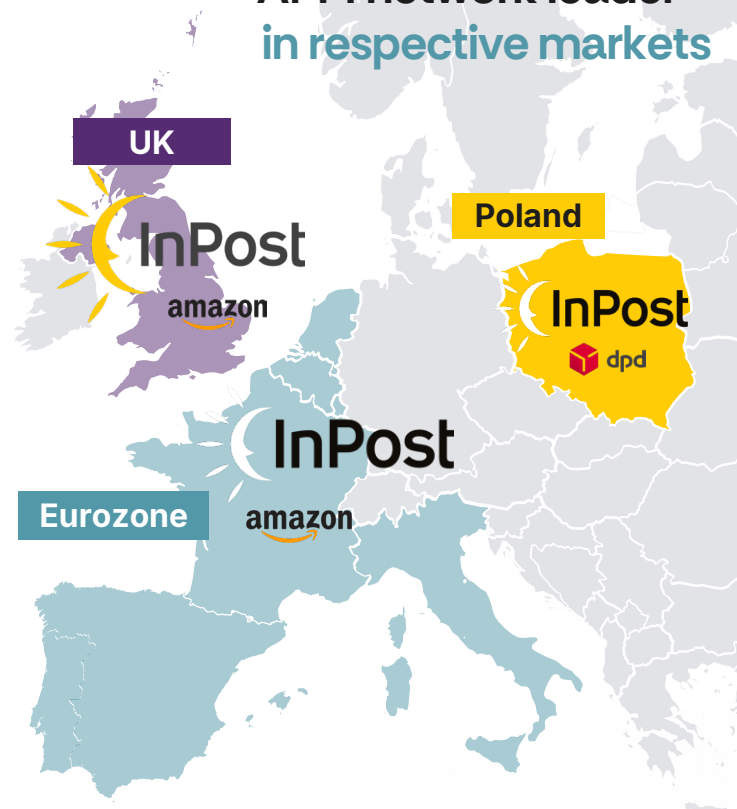 in respective markets
UK
InPost
amazon
Poland
InPost
dpd
InPost
Eurozone
amazon